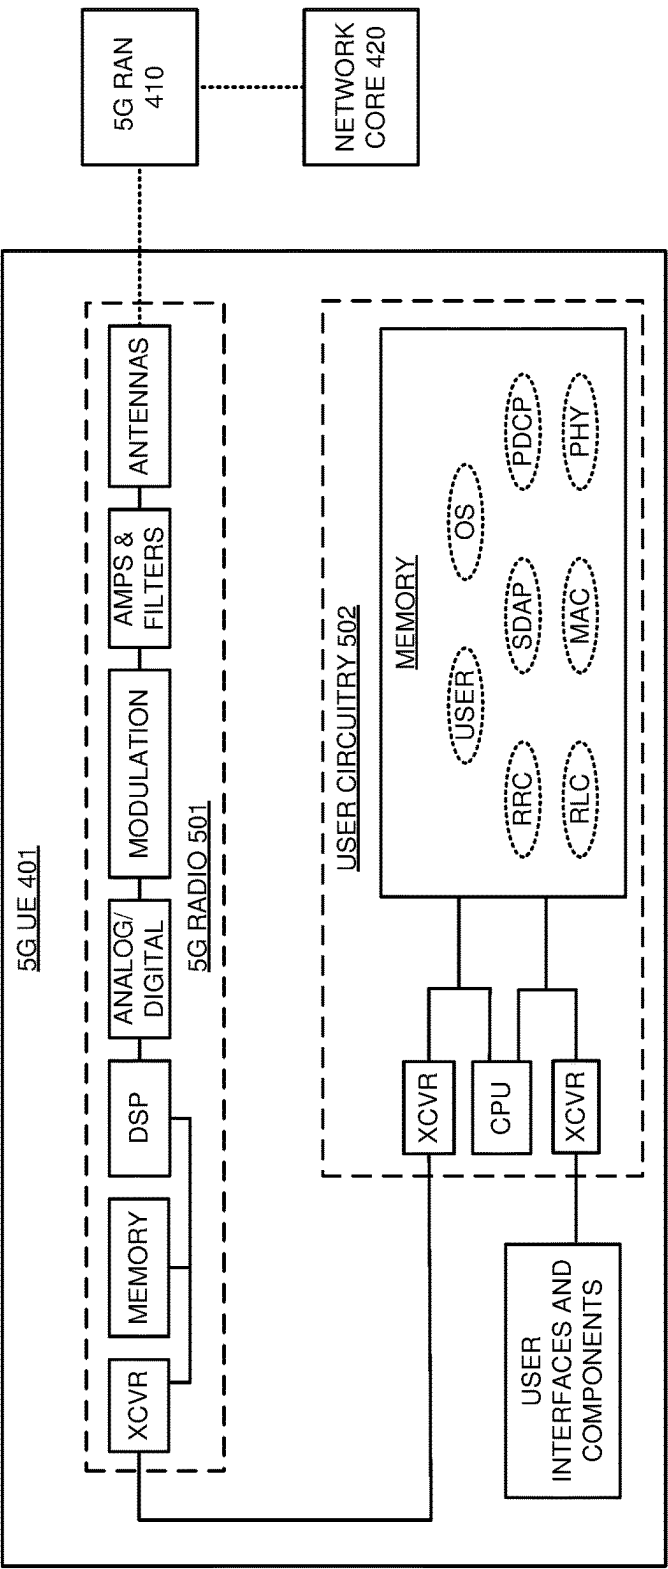 5G UE 401
XCVR
MEMORY
DSP
ANALOG/
DIGITAL
MODULATION
AMPS &
FILTERS
ANTENNAS
5G RADIO 501
5G RAN
410
NETWORK
CORE 420
USER CIRCUITRY 502
MEMORY
USER
OS
RRC
SDAP
PDCP
RLC
MAC
PHY
XCVR
CPU
XCVR
USER
INTERFACES AND
COMPONENTS